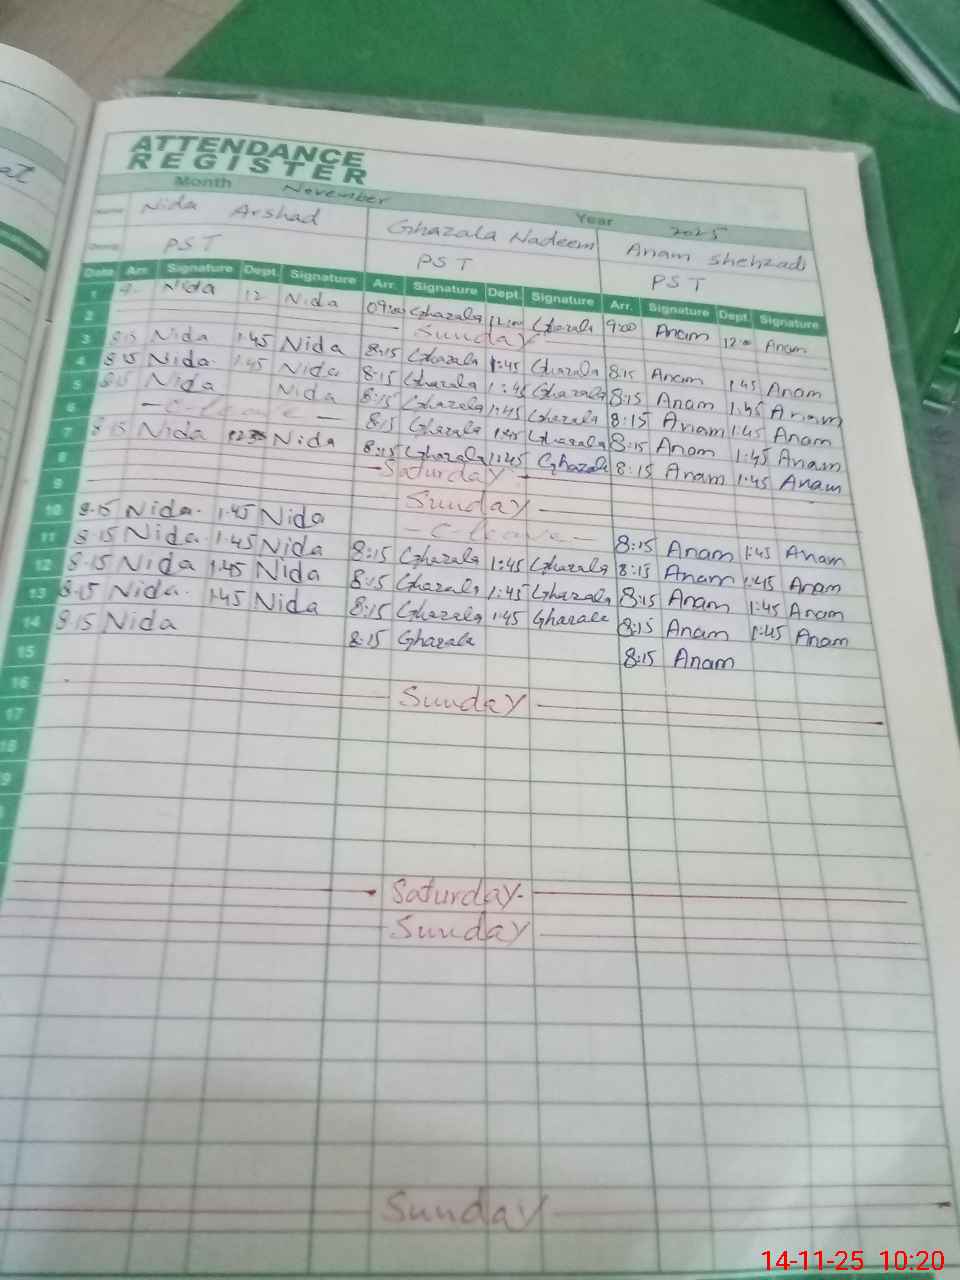 ATTENDANCE
REGISTER
Month November Year 2025
Nida Arshad Ghazala Nadeem Anam Shehzadi
PST PST PST
Date Arr. Signature Dept. Signature Arr. Signature Dept. Signature Arr. Signature Dept. Signature
1 9 Nida 12 Nida 09:00 Ghazala 12:00 Ghazala 9:00 Anam 12:00 Anam
2 Sunday
3 8:15 Nida 1:45 Nida 8:15 Ghazala 1:45 Ghazala 8:15 Anam 1:45 Anam
4 8:15 Nida 1:45 Nida 8:15 Ghazala 1:45 Ghazala 8:15 Anam 1:45 Anam
5 8:15 Nida Nida 8:15 Ghazala 1:45 Ghazala 8:15 Anam 1:45 Anam
6 - C-leave - 8:15 Ghazala 1:45 Ghazala 8:15 Anam 1:45 Anam
7 8:15 Nida 12:35 Nida 8:15 Ghazala 1:45 Ghazala 8:15 Anam 1:45 Anam
8 Saturday
9 Sunday
10 8.15 Nida. 1:45 Nida - C-leave - 8:15 Anam 1:45 Anam
11 8.15 Nida. 1.45 Nida 8:15 Ghazala 1:45 Ghazala 8:15 Anam 1:45 Anam
12 8.15 Nida 1:45 Nida 8:15 Ghazala 1:45 Ghazala 8:15 Anam 1:45 Anam
13 8.15 Nida. 1:45 Nida 8:15 Ghazala 1:45 Ghazala 8:15 Anam 1:45 Anam
14 8.15 Nida 8:15 Ghazala 8:15 Anam
15
16 Sunday
17
18
9
Saturday
Sunday
Sunday
14-11-25 10:20